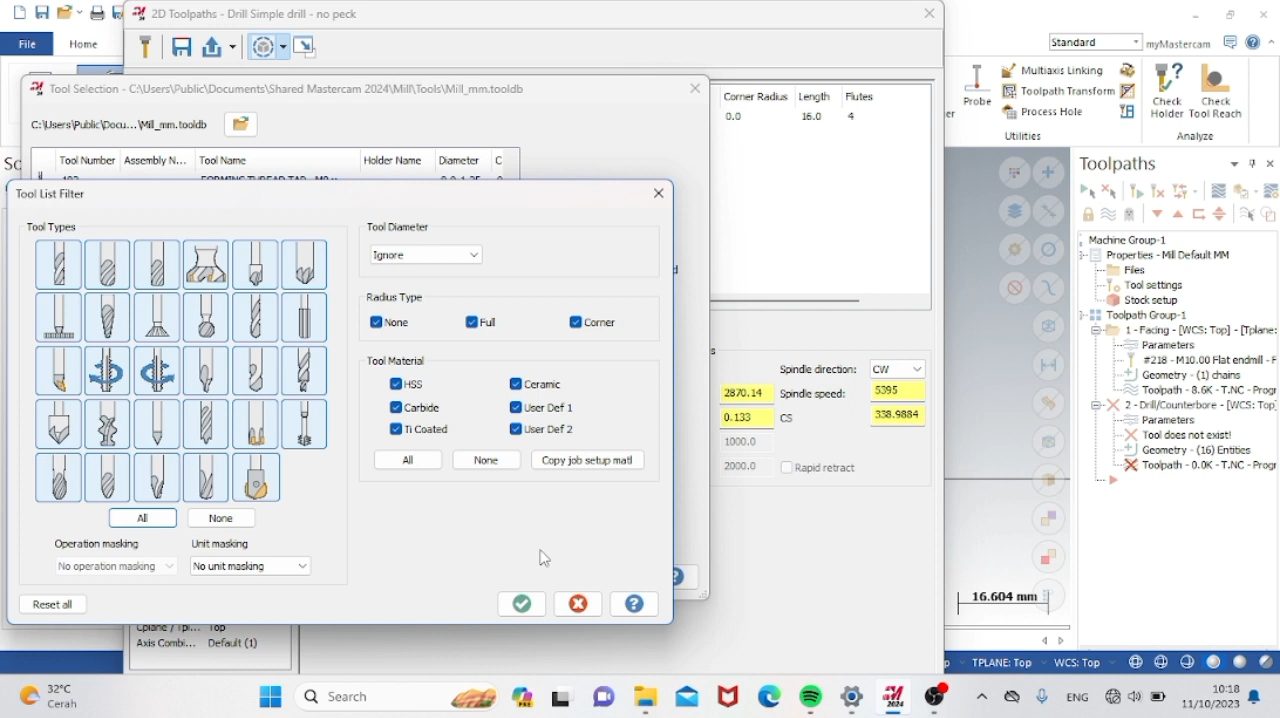 2D Toolpaths - Drill Simple drill - no peck
File
Home
Standard
myMastercam
Tool Selection - C:\Users\Public\Documents\Shared Mastercam 2024\Mill\Tools\Mill_mm.tooldb
Corner Radius
Length
Flutes
0.0
16.0
4
Probe
Multiaxis Linking
Toolpath Transform
Process Hole
Check Holder
Check Tool Reach
Utilities
Analyze
C:\Users\Public\Docu...\Mill_mm.tooldb
Tool Number
Assembly N...
Tool Name
Holder Name
Diameter
C
Toolpaths
Tool List Filter
Tool Types
Tool Diameter
Ignore
Radius Type
None
Full
Corner
Tool Material
HSS
Ceramic
Carbide
User Def 1
Ti Coated
User Def 2
All
None
Copy job setup matl
All
None
Operation masking
Unit masking
No operation masking
No unit masking
Reset all
Spindle direction:
CW
2870.14
Spindle speed:
5395
0.133
CS
338.9884
1000.0
2000.0
Rapid retract
Machine Group-1
Properties - Mill Default MM
Files
Tool settings
Stock setup
Toolpath Group-1
1 - Facing - [WCS: Top] - [Tplane:
Parameters
#218 - M10.00 Flat endmill - F
Geometry - (1) chains
Toolpath - 8.6K - T.NC - Progr
2 - Drill/Counterbore - [WCS: Top]
Parameters
Tool does not exist!
Geometry - (16) Entities
Toolpath - 0.0K - T.NC - Progr
16.604 mm
Axis Combi...
Default (1)
TPLANE: Top
WCS: Top
32°C
Cerah
Search
ENG
10:18
11/10/2023